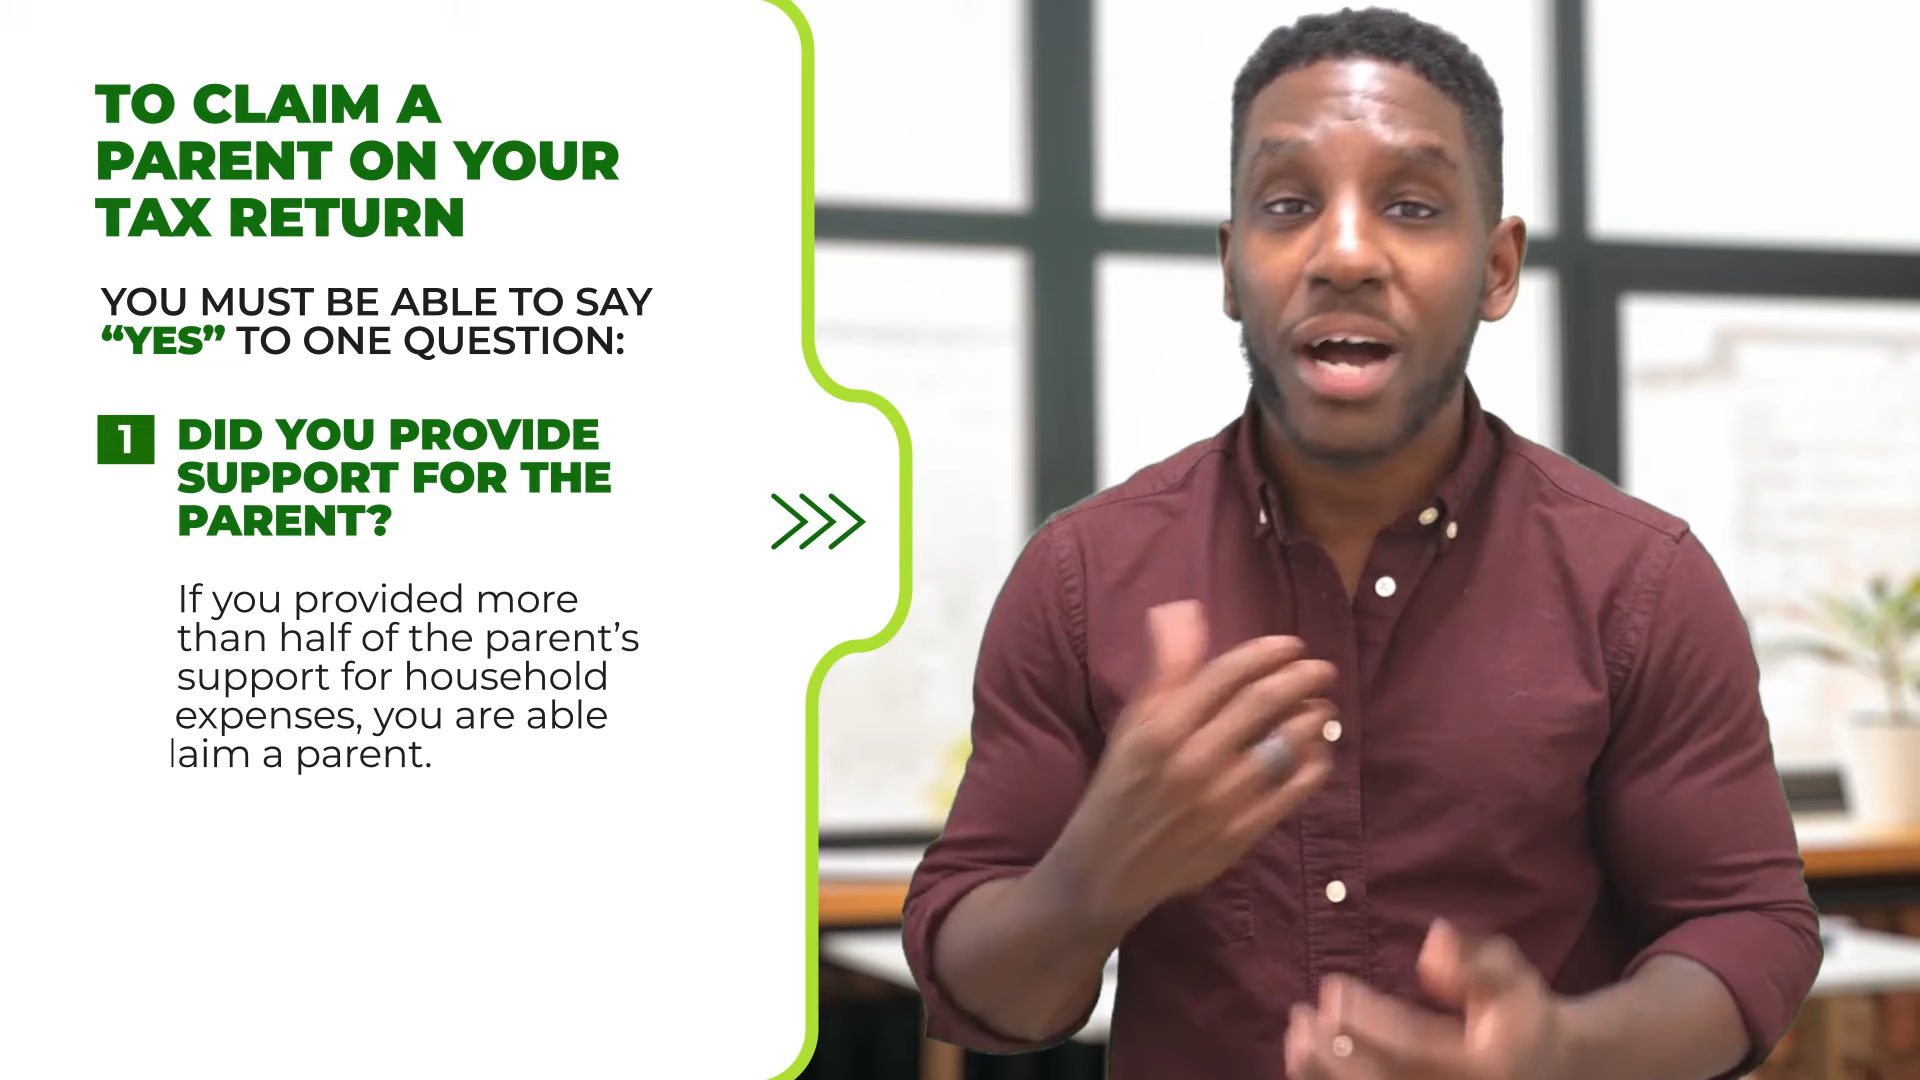 TO CLAIM A
PARENT ON YOUR
TAX RETURN
YOU MUST BE ABLE TO SAY
“YES” TO ONE QUESTION:
1 DID YOU PROVIDE
SUPPORT FOR THE
PARENT?
If you provided more
than half of the parent’s
support for household
expenses, you are able
laim a parent.